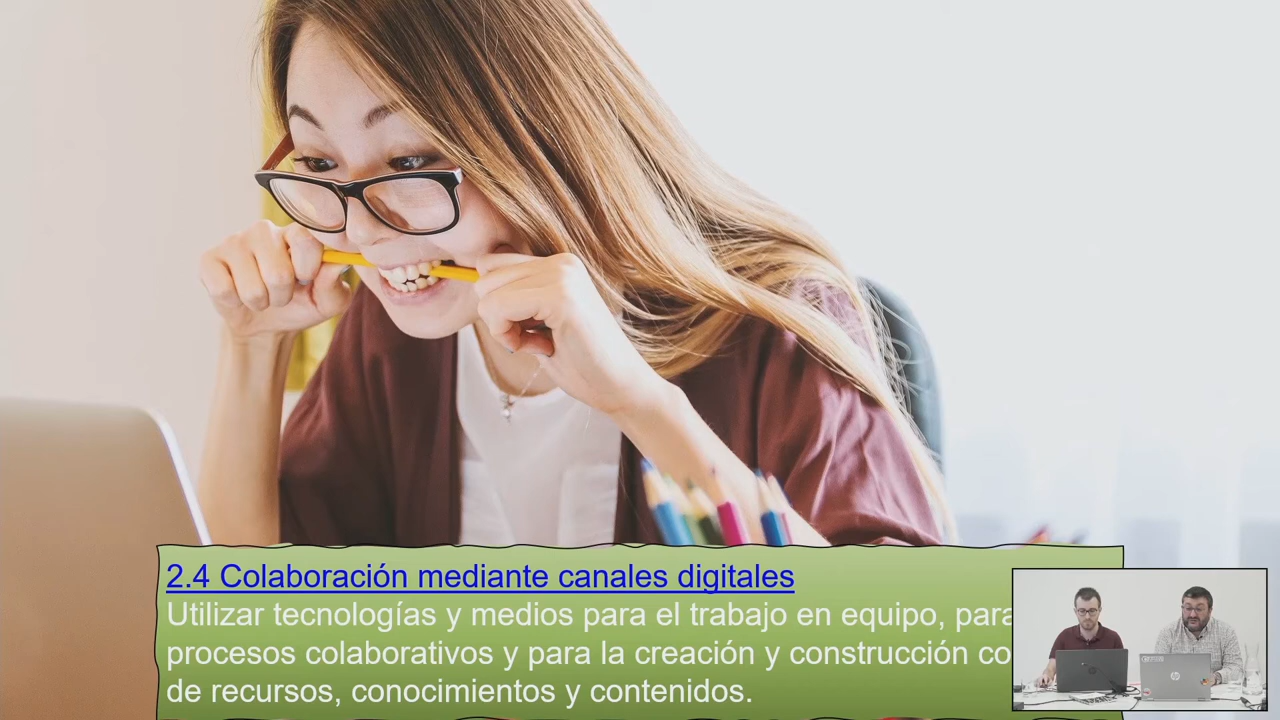 2.4 Colaboración mediante canales digitales
Utilizar tecnologías y medios para el trabajo en equipo, para
procesos colaborativos y para la creación y construcción
de recursos, conocimientos y contenidos.